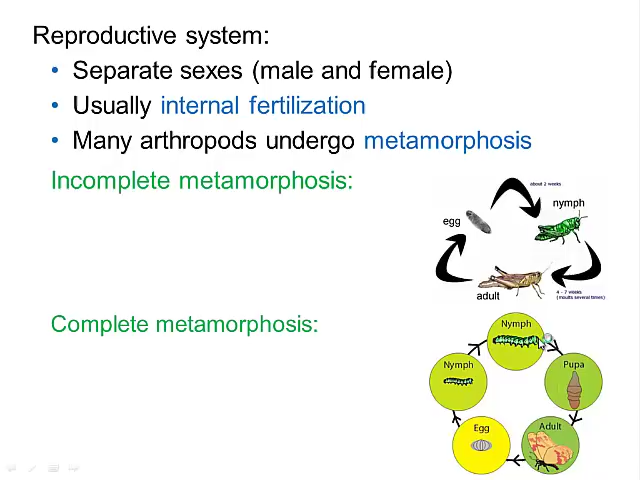 Reproductive system:
• Separate sexes (male and female)
• Usually internal fertilization
• Many arthropods undergo metamorphosis
Incomplete metamorphosis:
about 2 weeks
nymph
egg
adult
4 - 7 weeks
(moults several times)
Complete metamorphosis:
Nymph
Nymph
Pupa
Egg
Adult